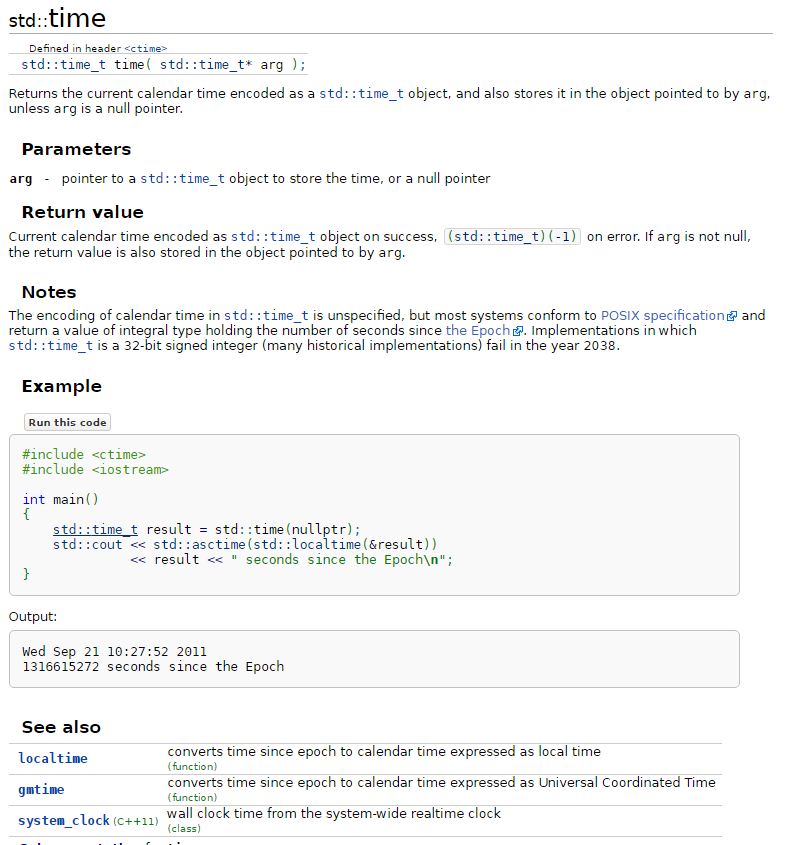 std::time
Defined in header <ctime>
std::time_t time( std::time_t* arg );
Returns the current calendar time encoded as a std::time_t object, and also stores it in the object pointed to by arg,
unless arg is a null pointer.
Parameters
arg - pointer to a std::time_t object to store the time, or a null pointer
Return value
Current calendar time encoded as std::time_t object on success, (std::time_t)(-1) on error. If arg is not null,
the return value is also stored in the object pointed to by arg.
Notes
The encoding of calendar time in std::time_t is unspecified, but most systems conform to POSIX specification and
return a value of integral type holding the number of seconds since the Epoch. Implementations in which
std::time_t is a 32-bit signed integer (many historical implementations) fail in the year 2038.
Example
Run this code
#include <ctime>
#include <iostream>
int main()
{
    std::time_t result = std::time(nullptr);
    std::cout << std::asctime(std::localtime(&result))
              << result << " seconds since the Epoch\n";
}
Output:
Wed Sep 21 10:27:52 2011
1316615272 seconds since the Epoch
See also
localtime converts time since epoch to calendar time expressed as local time
(function)
gmtime converts time since epoch to calendar time expressed as Universal Coordinated Time
(function)
system_clock (C++11) wall clock time from the system-wide realtime clock
(class)